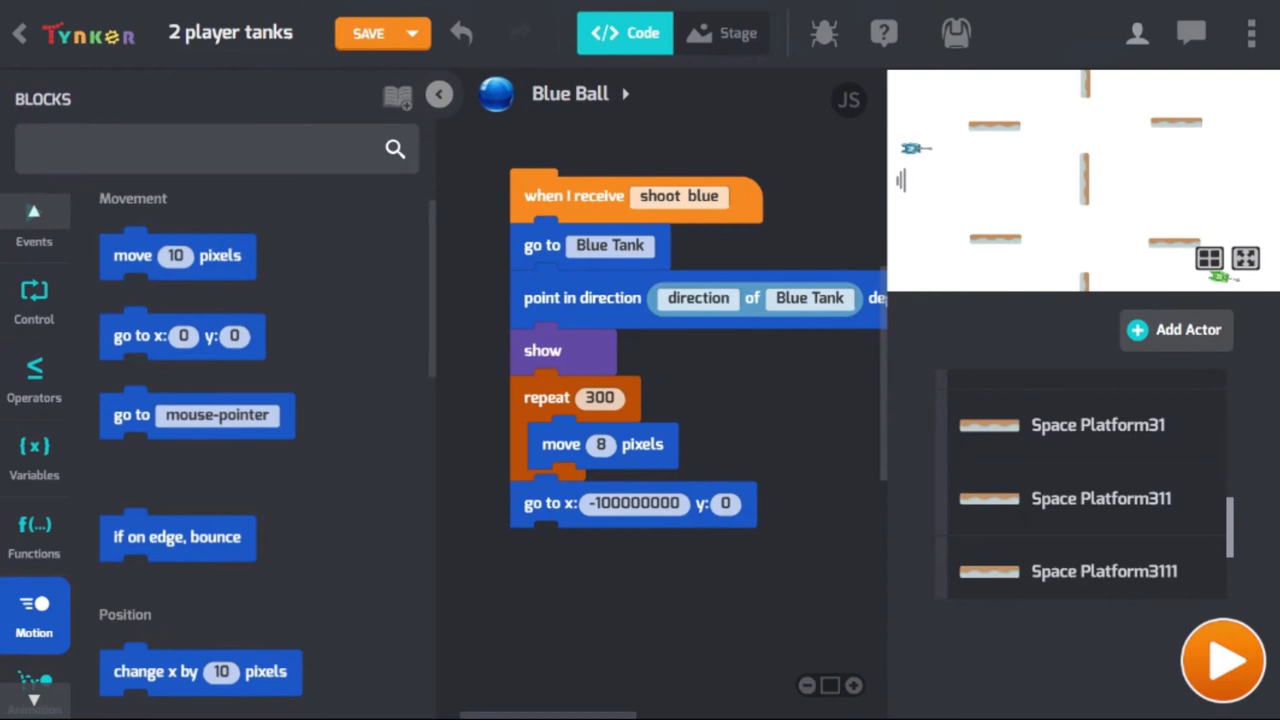 TYNKER
2 player tanks
SAVE
</> Code
Stage
?
BLOCKS
Blue Ball
JS
Movement
move 10 pixels
go to x: 0 y: 0
go to mouse-pointer
if on edge, bounce
Position
change x by 10 pixels
Events
Control
≤
Operators
{x}
Variables
f(...)
Functions
Motion
Animation
when I receive shoot blue
go to Blue Tank
point in direction direction of Blue Tank de
show
repeat 300
move 8 pixels
go to x: -100000000 y: 0
Add Actor
Space Platform31
Space Platform311
Space Platform3111